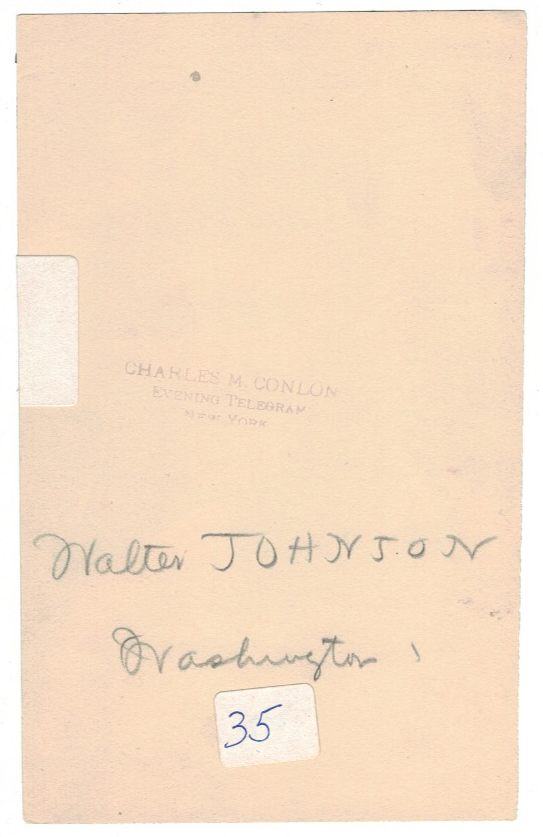 CHARLES M. CONLON
EVENING TELEGRAM
NEW YORK
Walter JOHNSON
Washington
35